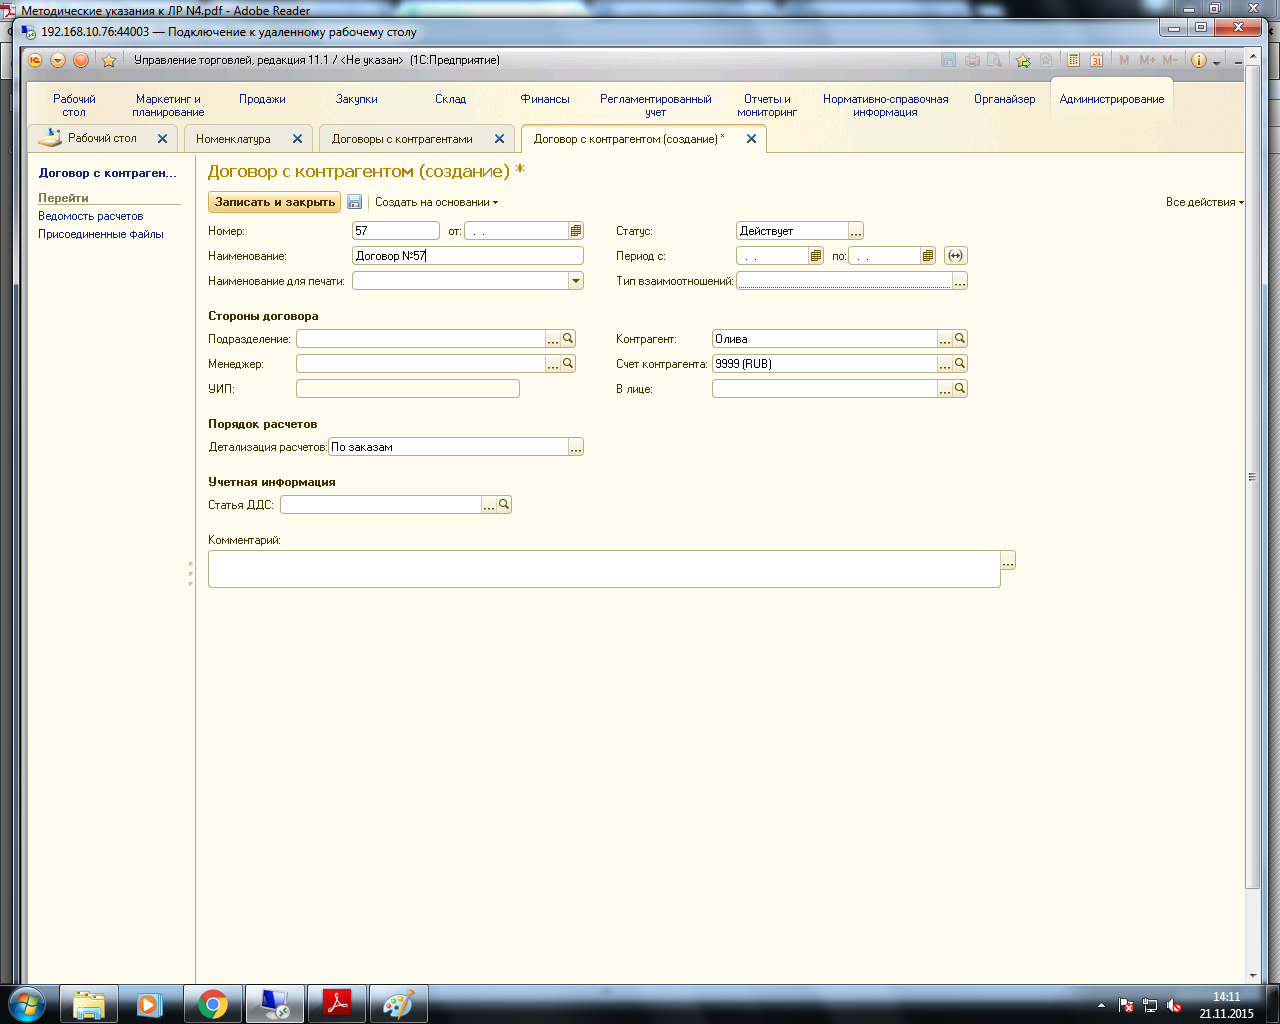 Методические указания к ЛР N4.pdf - Adobe Reader
192.168.10.76:44003 — Подключение к удаленному рабочему столу
Управление торговлей, редакция 11.1 / <Не указан> (1С:Предприятие)
M M+ M-
Рабочий стол
Маркетинг и планирование
Продажи
Закупки
Склад
Финансы
Регламентированный учет
Отчеты и мониторинг
Нормативно-справочная информация
Органайзер
Администрирование
Рабочий стол
Номенклатура
Договоры с контрагентами
Договор с контрагентом (создание) *
Договор с контраген...
Перейти
Ведомость расчетов
Присоединенные файлы
Договор с контрагентом (создание) *
Записать и закрыть
Создать на основании
Все действия
Номер: 57 от: . .
Статус: Действует
Наименование: Договор №57
Период с: . . по: . .
Наименование для печати:
Тип взаимоотношений:
Стороны договора
Подразделение:
Контрагент: Олива
Менеджер:
Счет контрагента: 9999 (RUB)
УИП:
В лице:
Порядок расчетов
Детализация расчетов: По заказам
Учетная информация
Статья ДДС:
Комментарий:
14:11
21.11.2015